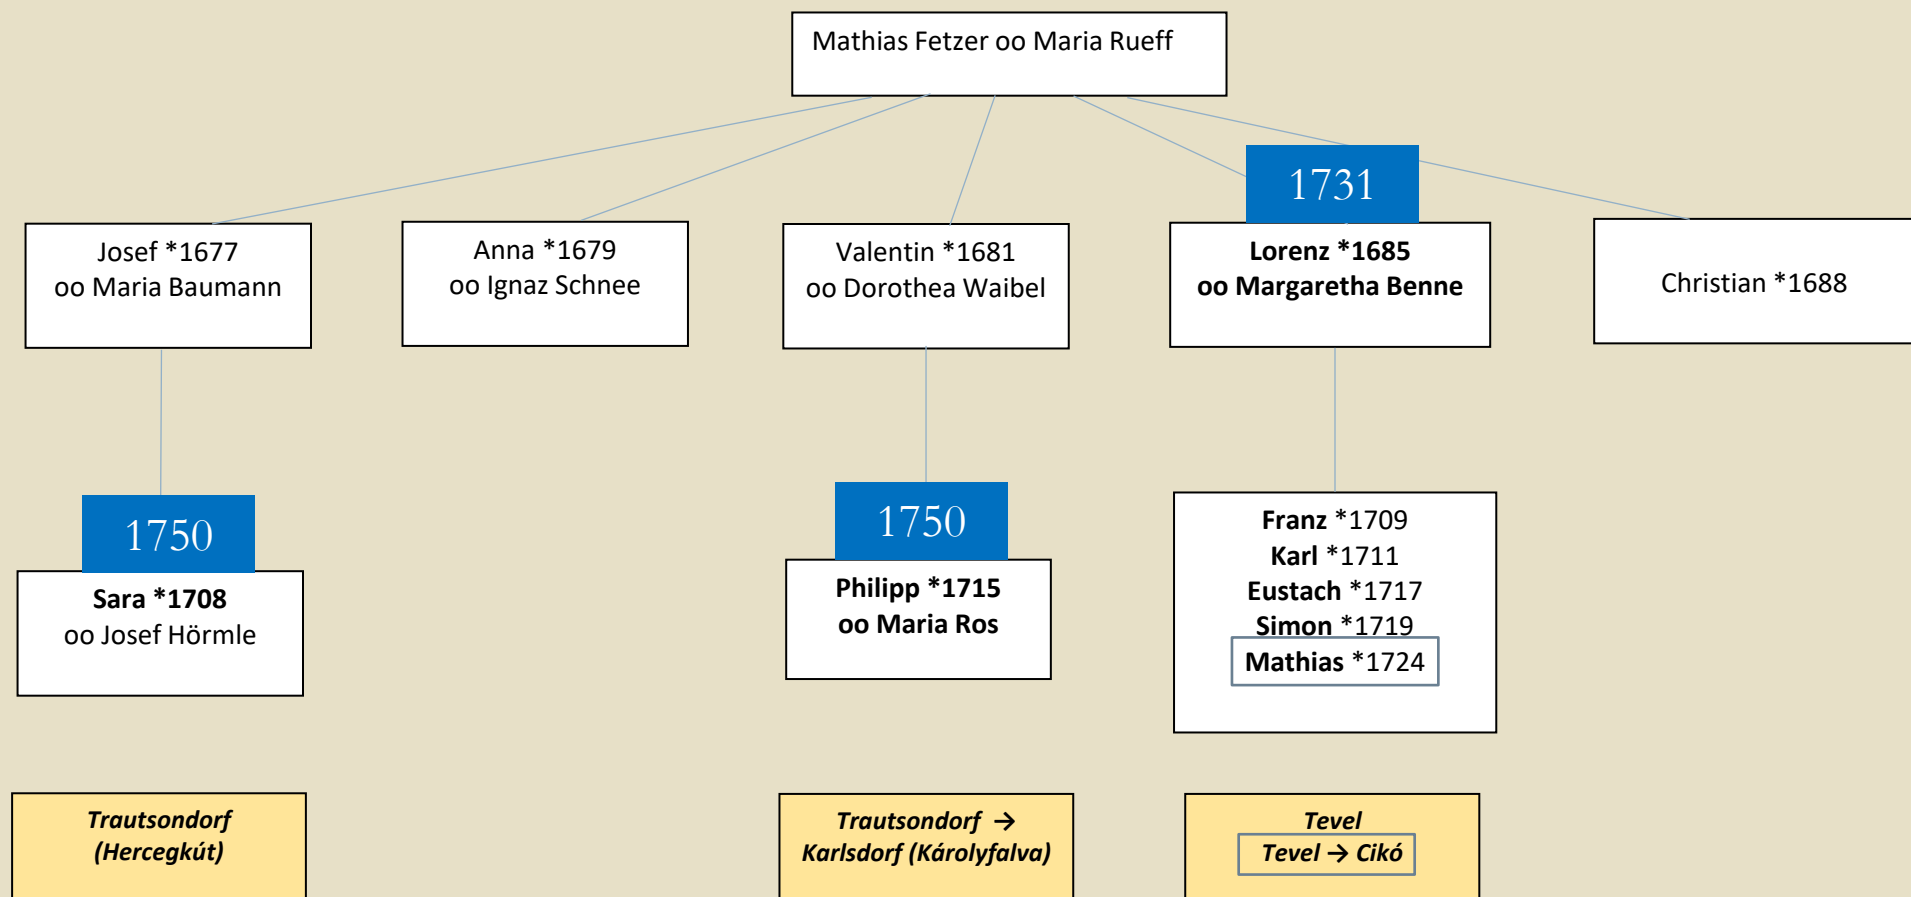 Mathias Fetzer oo Maria Rueff
1731
Josef *1677
oo Maria Baumann
Anna *1679
oo Ignaz Schnee
Valentin *1681
oo Dorothea Waibel
Lorenz *1685
oo Margaretha Benne
Christian *1688
1750
Sara *1708
oo Josef Hörmle
1750
Philipp *1715
oo Maria Ros
Franz *1709
Karl *1711
Eustach *1717
Simon *1719
Mathias *1724
Trautsondorf
(Hercegkút)
Trautsondorf →
Karlsdorf (Károlyfalva)
Tevel
Tevel → Cikó